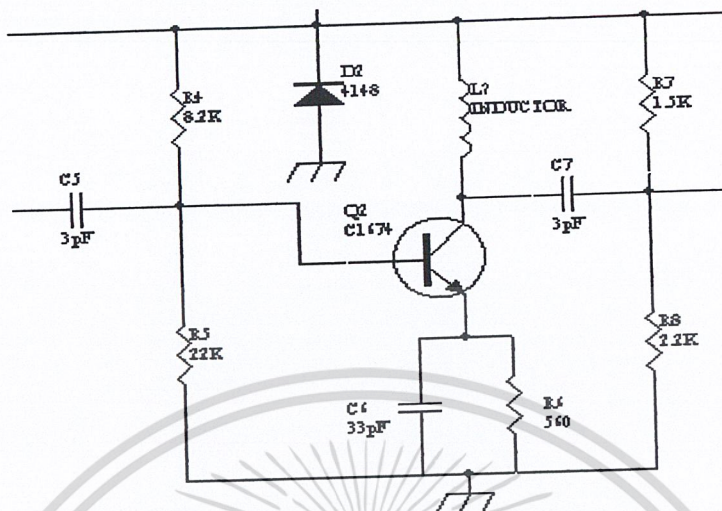 R4
8.2K
D?
4148
L?
INDUCTOR
R7
1.5K
C5
3pF
Q2
C1674
C7
3pF
R5
22K
R8
2.2K
C6
33pF
R6
560